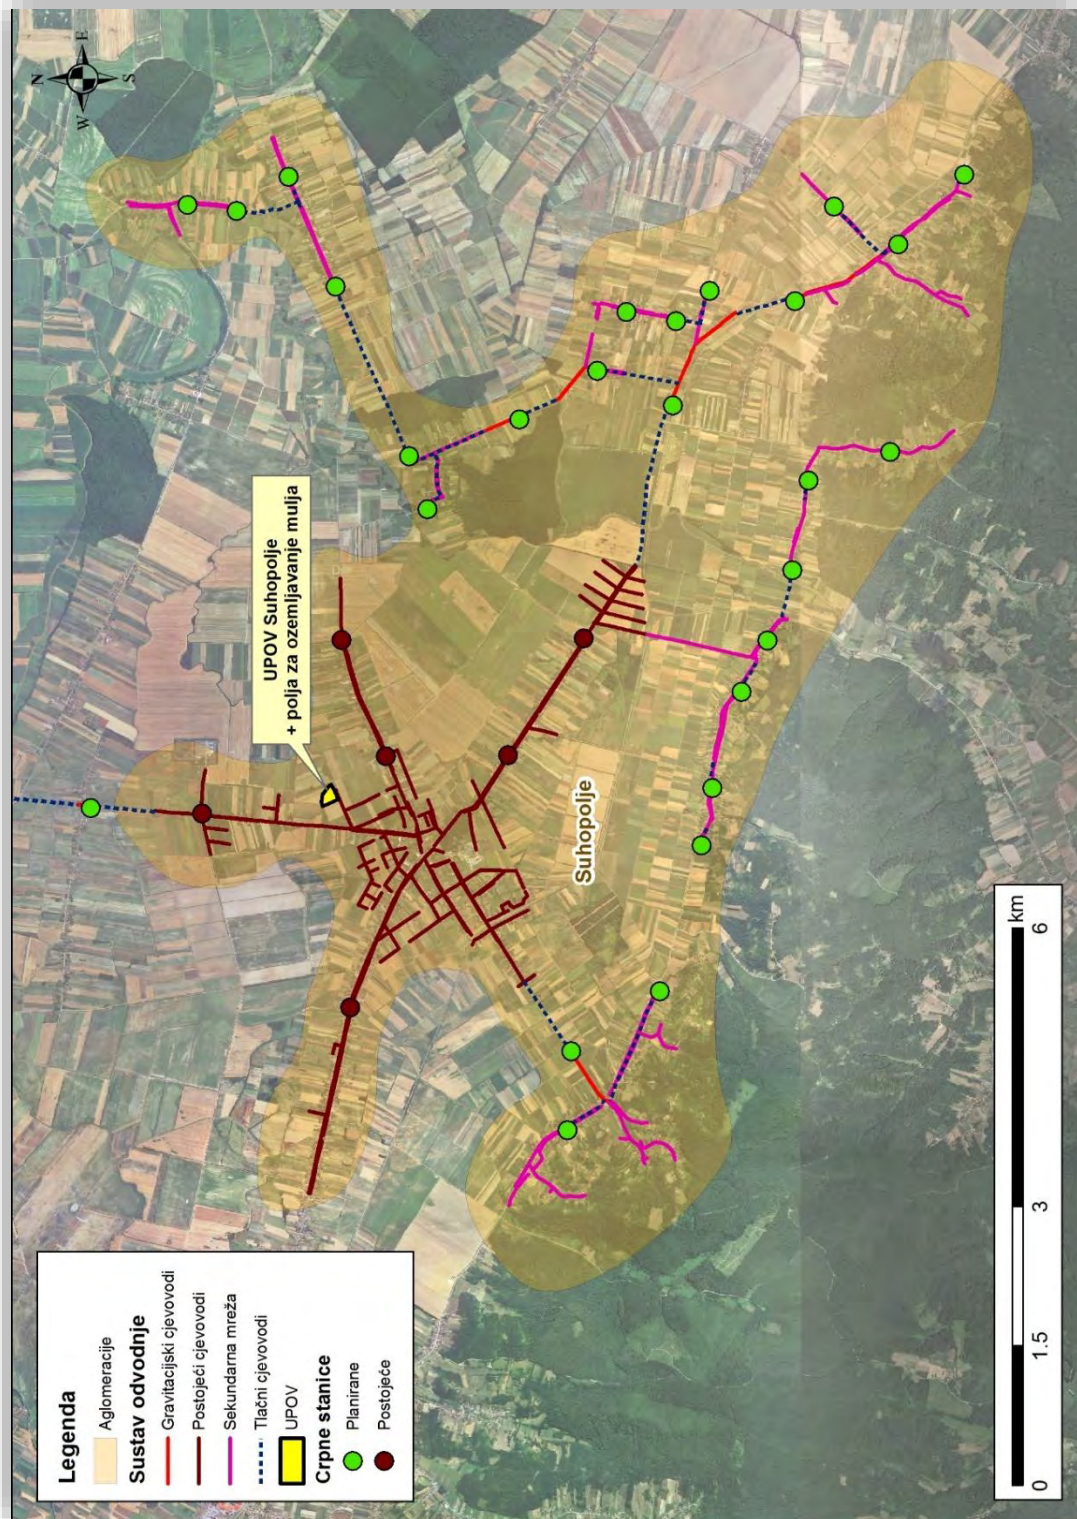 N
E
S
W
UPOV Suhopolje
+ polja za ozemljavanje mulja
Suhopolje
Legenda
Aglomeracije
Sustav odvodnje
Gravitacijski cjevovodi
Postojeći cjevovodi
Sekundarna mreža
Tlačni cjevovodi
UPOV
Crpne stanice
Planirane
Postojeće
0 1.5 3 6
km